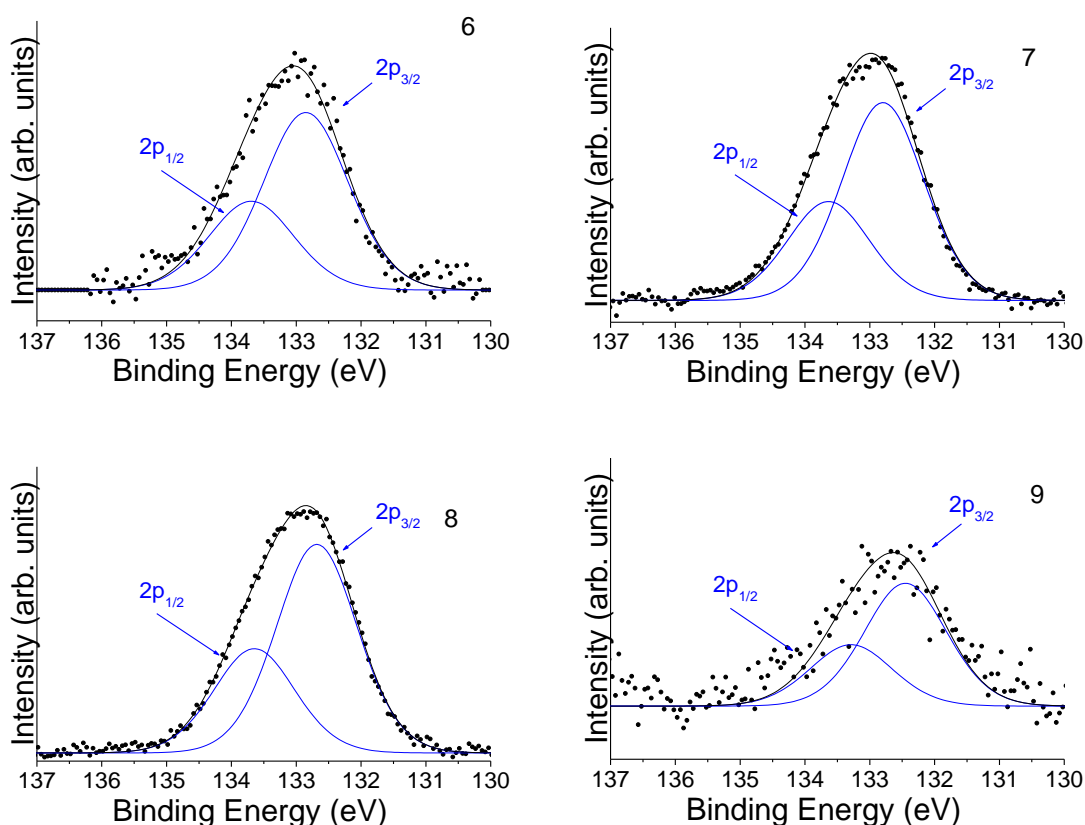 6
2p3/2
2p1/2
Intensity (arb. units)
137 136 135 134 133 132 131 130
Binding Energy (eV)
7
2p3/2
2p1/2
Intensity (arb. units)
137 136 135 134 133 132 131 130
Binding Energy (eV)
8
2p3/2
2p1/2
Intensity (arb. units)
137 136 135 134 133 132 131 130
Binding Energy (eV)
9
2p3/2
2p1/2
Intensity (arb. units)
137 136 135 134 133 132 131 130
Binding Energy (eV)